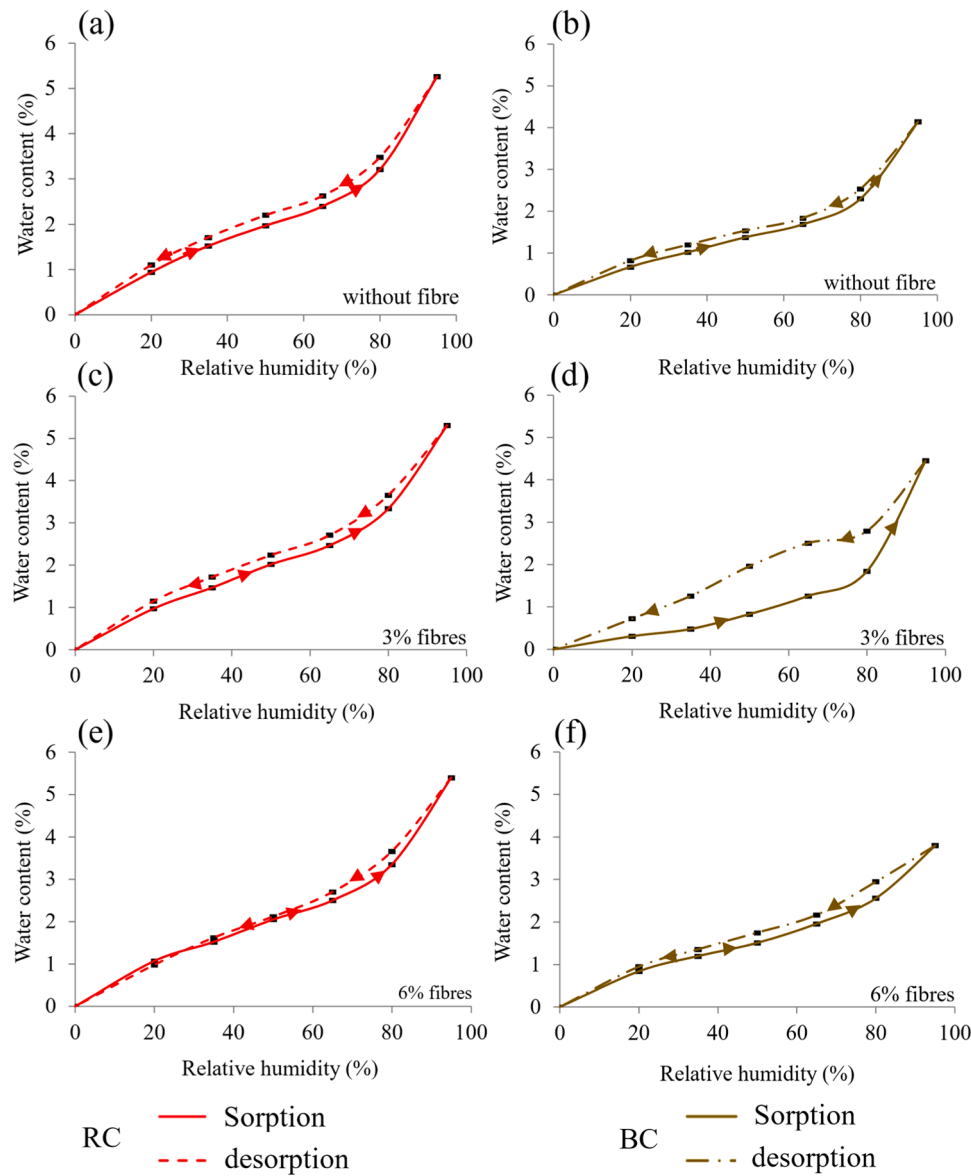 (a)
6
5
4
3
2
1
0
0 20 40 60 80 100
Water content (%)
Relative humidity (%)
without fibre
(b)
6
5
4
3
2
1
0
0 20 40 60 80 100
Water content (%)
Relative humidity (%)
without fibre
(c)
6
5
4
3
2
1
0
0 20 40 60 80 100
Water content (%)
Relative humidity (%)
3% fibres
(d)
6
5
4
3
2
1
0
0 20 40 60 80 100
Water content (%)
Relative humidity (%)
3% fibres
(e)
6
5
4
3
2
1
0
0 20 40 60 80 100
Water content (%)
Relative humidity (%)
6% fibres
(f)
6
5
4
3
2
1
0
0 20 40 60 80 100
Water content (%)
Relative humidity (%)
6% fibres
RC
Sorption
desorption
BC
Sorption
desorption